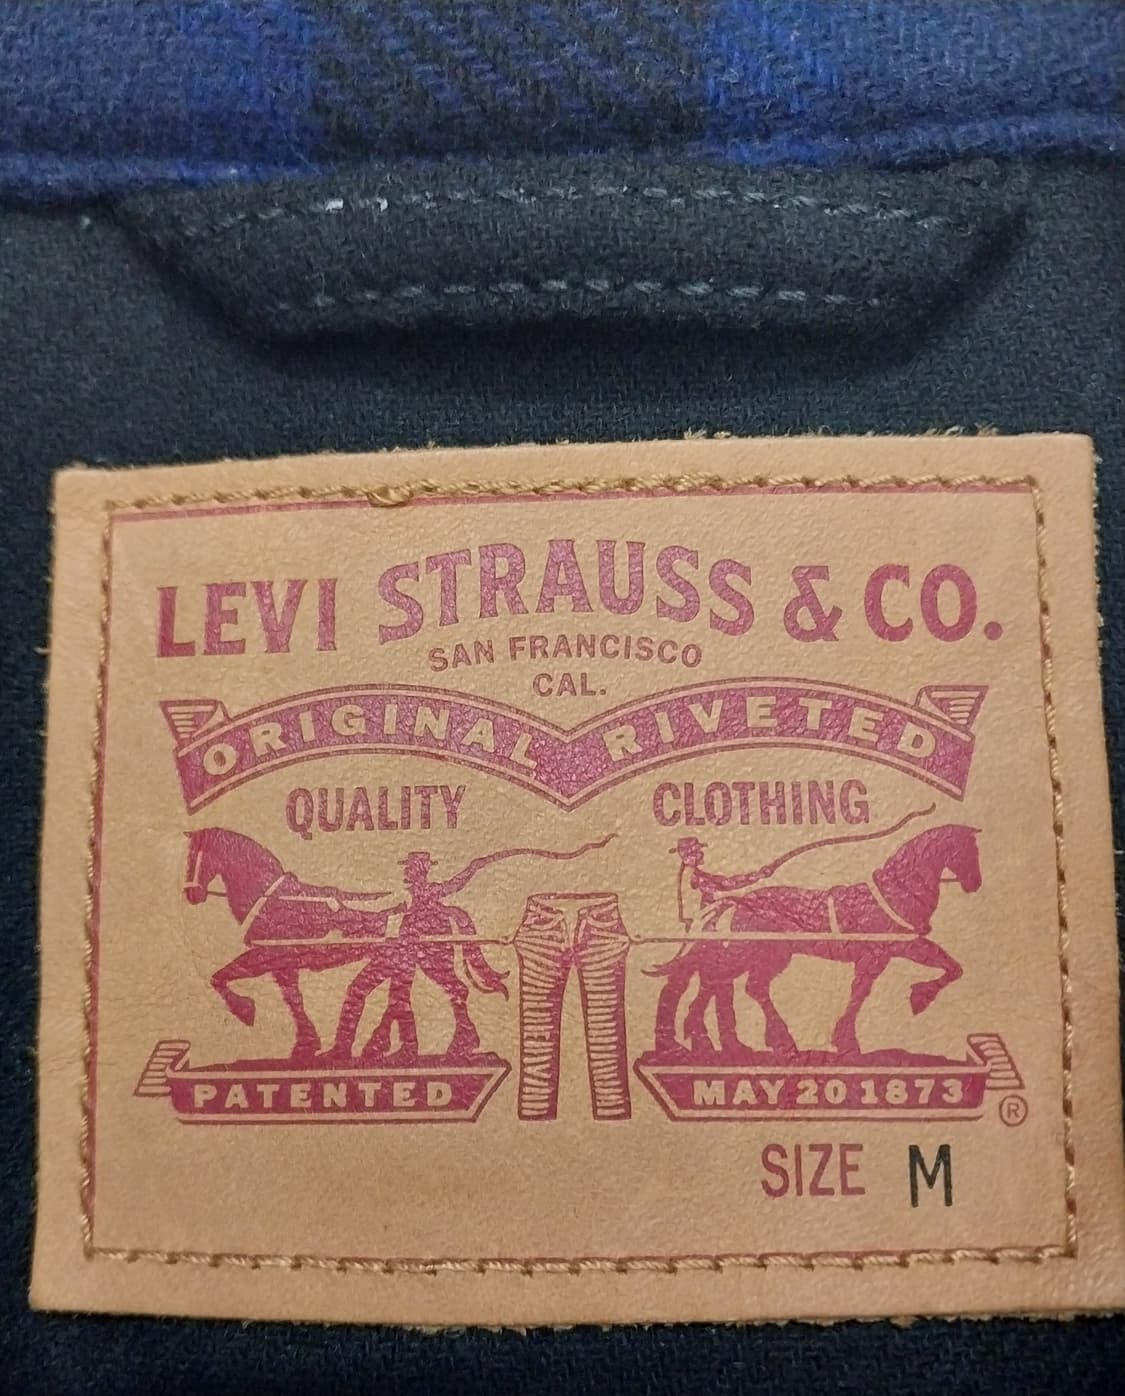 LEVI STRAUSS & CO.
SAN FRANCISCO
CAL.
ORIGINAL RIVETED
QUALITY CLOTHING
PATENTED MAY 20 1873 ®
SIZE M